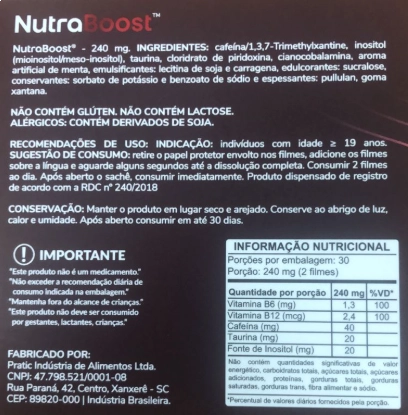 NutraBoost™
NutraBoost® - 240 mg. INGREDIENTES: cafeína/1,3,7-Trimethylxantine, inositol
(mioinositol/meso-inositol), taurina, cloridrato de piridoxina, cianocobalamina, aroma
artificial de menta, emulsificantes: lecitina de soja e carragena, edulcorantes: sucralose,
conservantes: sorbato de potássio e benzoato de sódio e espessantes: pullulan, goma
xantana.
NÃO CONTÉM GLÚTEN. NÃO CONTÉM LACTOSE.
ALÉRGICOS: CONTÉM DERIVADOS DE SOJA.
RECOMENDAÇÕES DE USO: INDICAÇÃO: indivíduos com idade ≥ 19 anos.
SUGESTÃO DE CONSUMO: retire o papel protetor envolto nos filmes, adicione os filmes
sobre a língua e aguarde alguns segundos até a dissolução completa. Consumir 2 filmes
ao dia. Após aberto o sachê, consumir imediatamente. Produto dispensado de registro
de acordo com a RDC nº 240/2018
CONSERVAÇÃO: Manter o produto em lugar seco e arejado. Conserve ao abrigo de luz,
calor e umidade. Após aberto consumir em até 30 dias.
IMPORTANTE
"Este produto não é um medicamento."
"Não exceder a recomendação diária de
consumo indicada na embalagem."
"Mantenha fora do alcance de crianças."
"Este produto não deve ser consumido
por gestantes, lactantes, crianças.
FABRICADO POR:
Pratic Indústria de Alimentos Ltda.
CNPJ: 47.798.521/0001-08
Rua Paraná, 42, Centro, Xanxerê - SC
CEP: 89820-000 | Indústria Brasileira.
INFORMAÇÃO NUTRICIONAL
Porções por embalagem: 30
Porção: 240 mg (2 filmes)
Quantidade por porção 240 mg %VD*
Vitamina B6 (mg) 1,3 100
Vitamina B12 (mcg) 2,4 100
Cafeína (mg) 40
Taurina (mg) 20
Fonte de Inositol (mg) 20
Não contém quantidades significativas de valor
energético, carboidratos totais, açúcares totais, açúcares
adicionados, proteínas, gorduras totais, gorduras
saturadas, gorduras trans, fibra alimentar e sódio.
*Percentual de valores diários fornecidos pela porção.